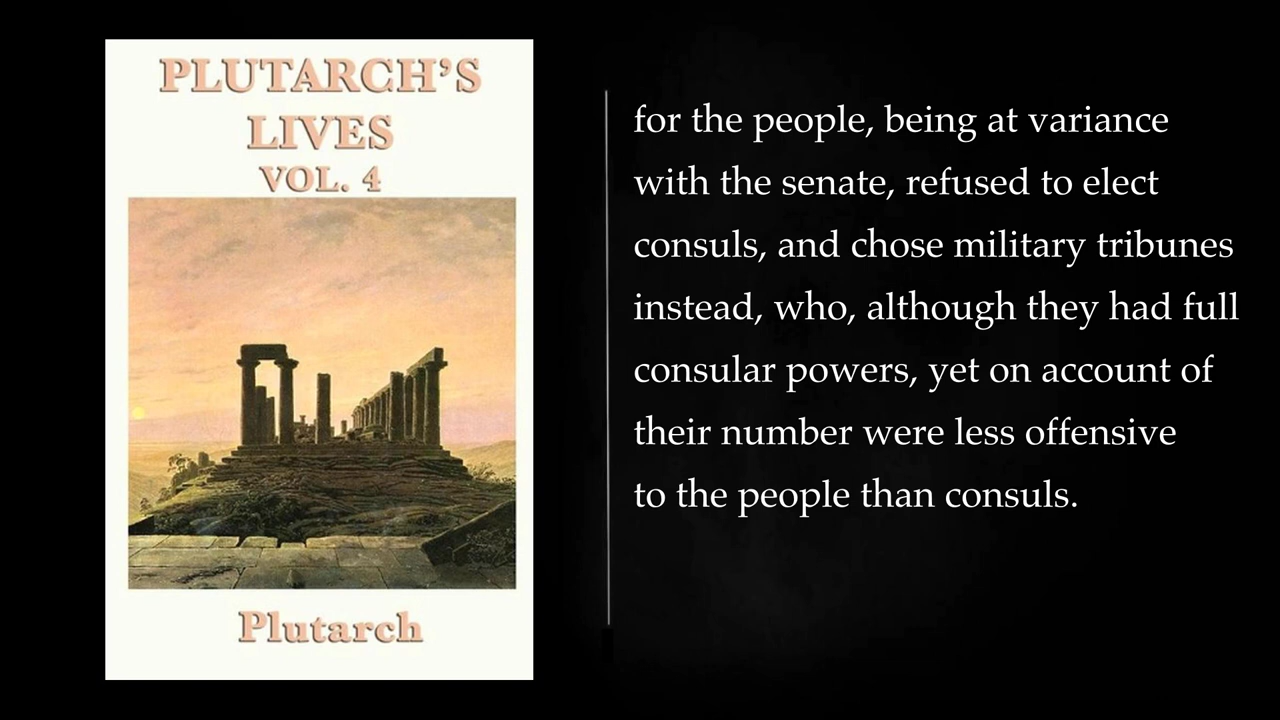 PLUTARCH'S
LIVES
VOL. 4
Plutarch
for the people, being at variance
with the senate, refused to elect
consuls, and chose military tribunes
instead, who, although they had full
consular powers, yet on account of
their number were less offensive
to the people than consuls.